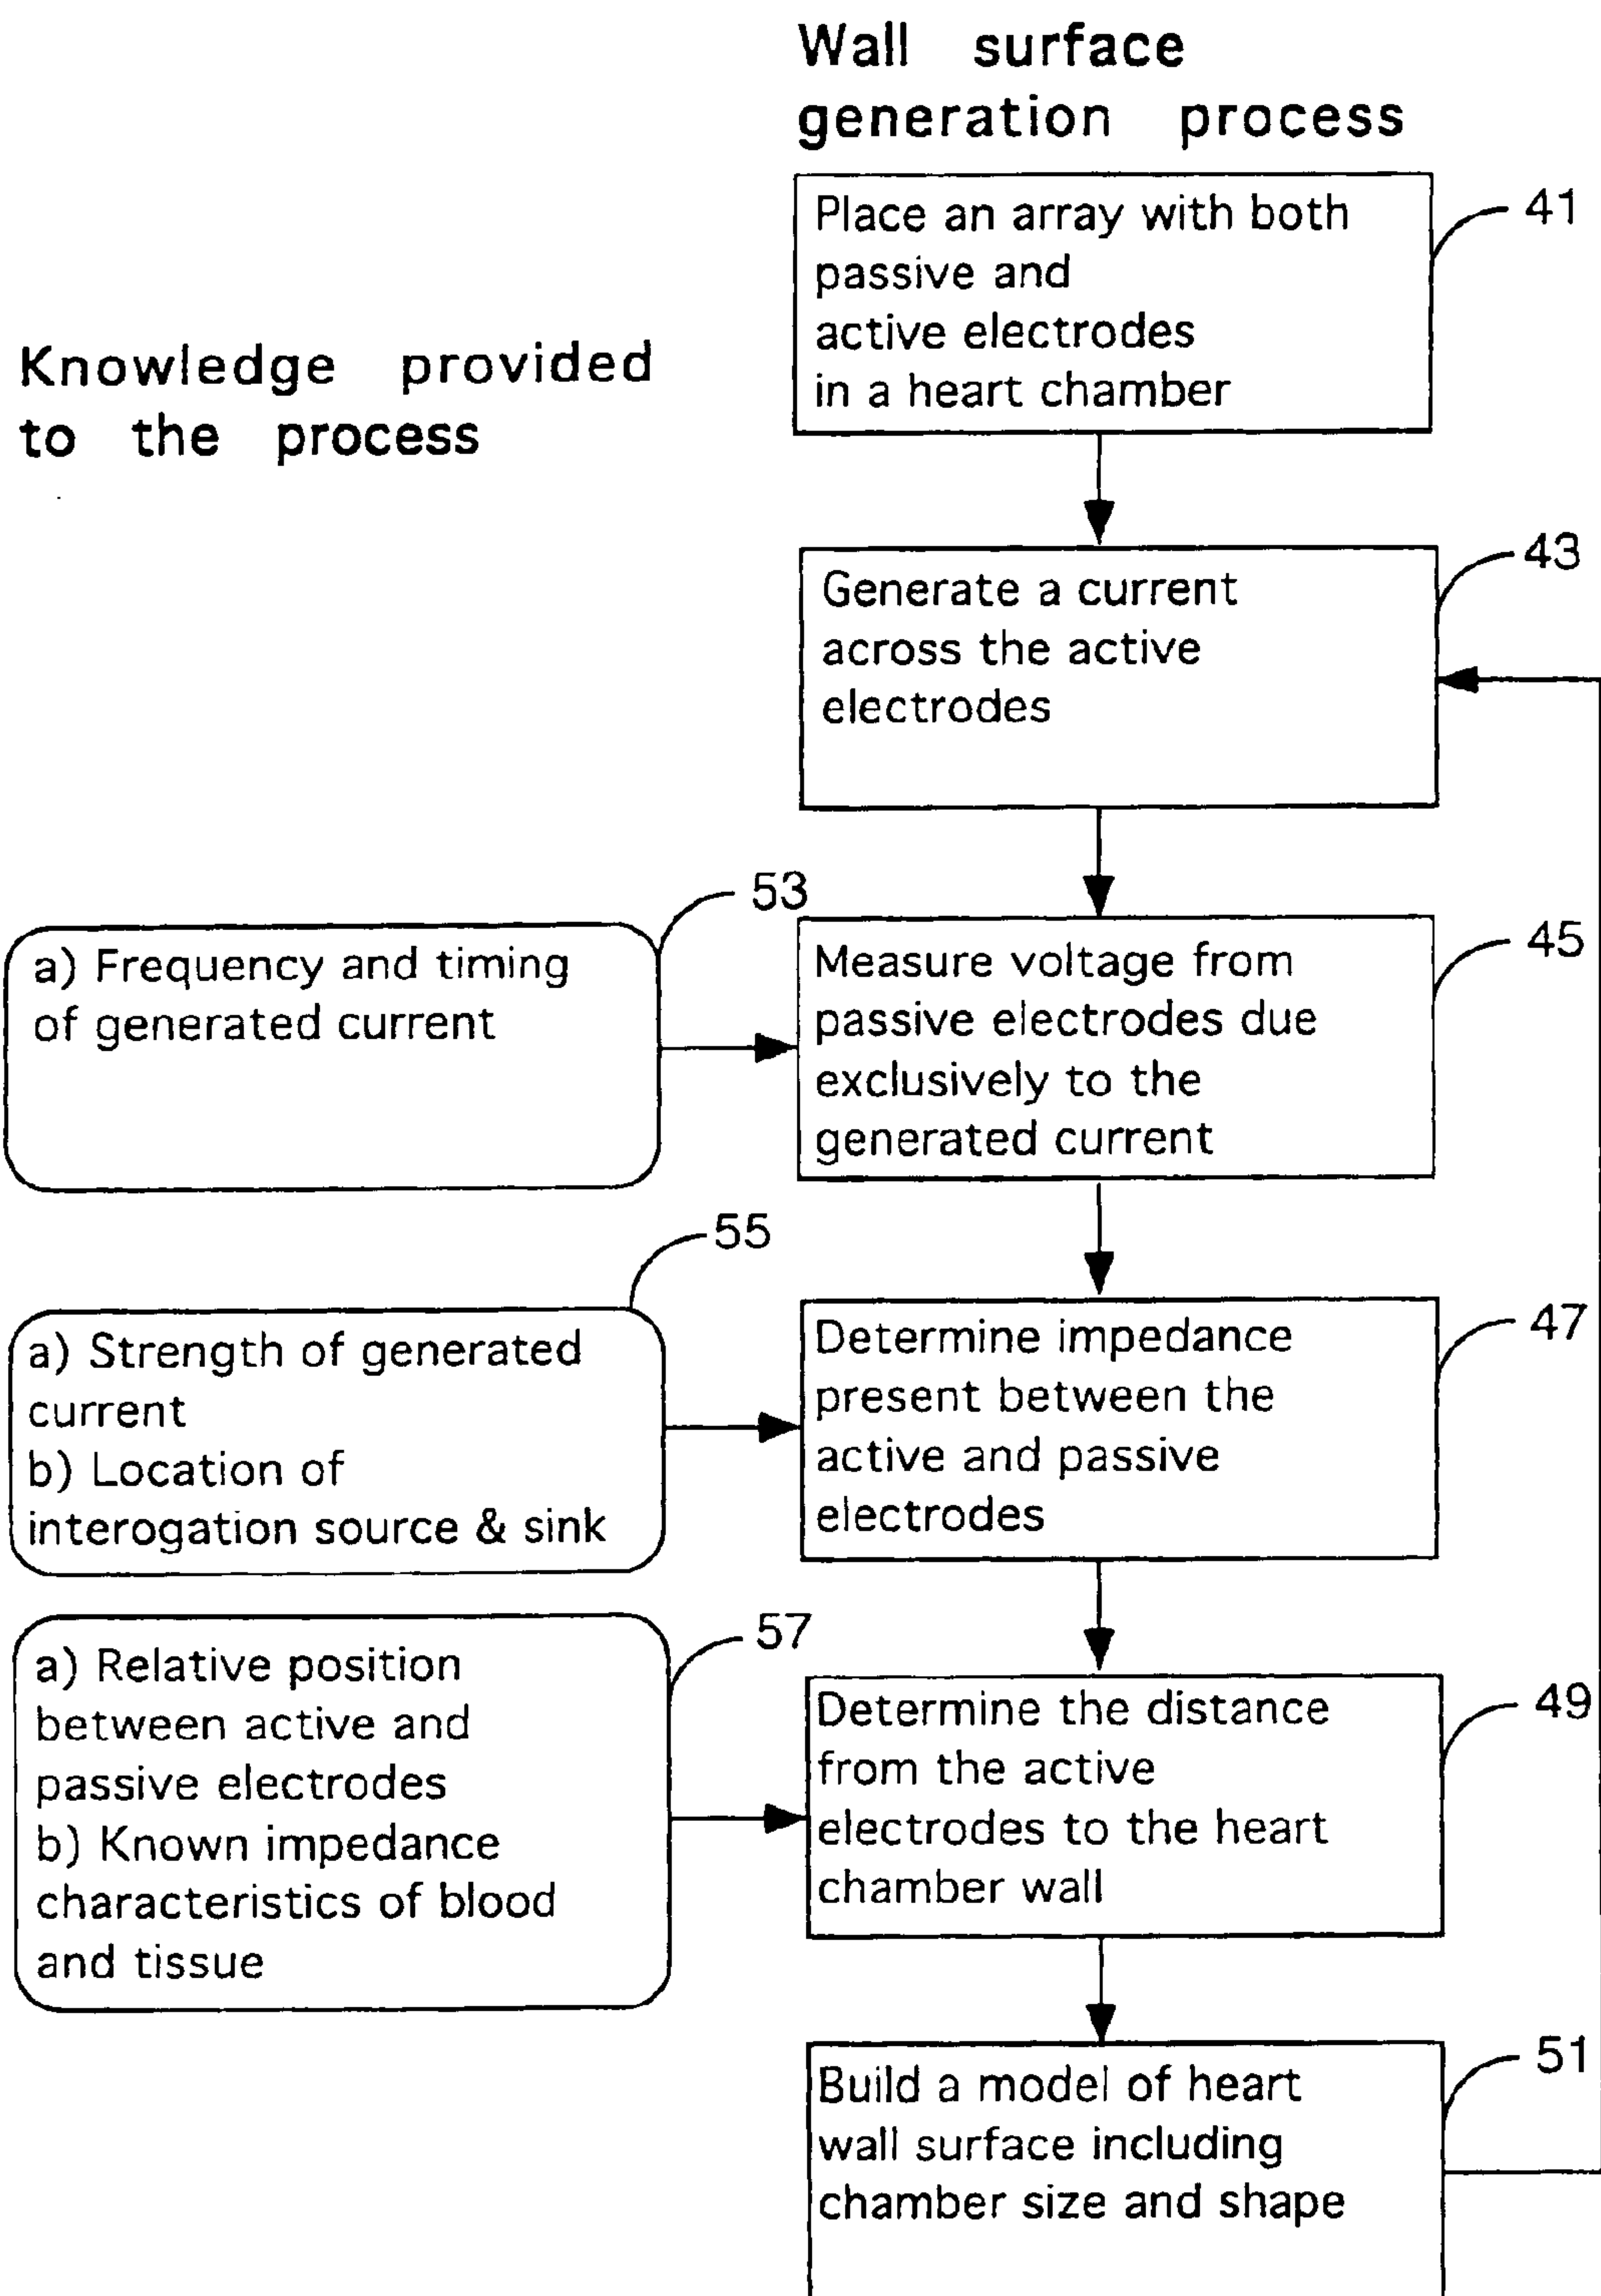 Wall surface
generation process
Place an array with both
passive and
active electrodes
in a heart chamber
41
Knowledge provided
to the process
Generate a current
across the active
electrodes
43
53
a) Frequency and timing
of generated current
Measure voltage from
passive electrodes due
exclusively to the
generated current
45
55
a) Strength of generated
current
b) Location of
interogation source & sink
Determine impedance
present between the
active and passive
electrodes
47
57
a) Relative position
between active and
passive electrodes
b) Known impedance
characteristics of blood
and tissue
Determine the distance
from the active
electrodes to the heart
chamber wall
49
Build a model of heart
wall surface including
chamber size and shape
51